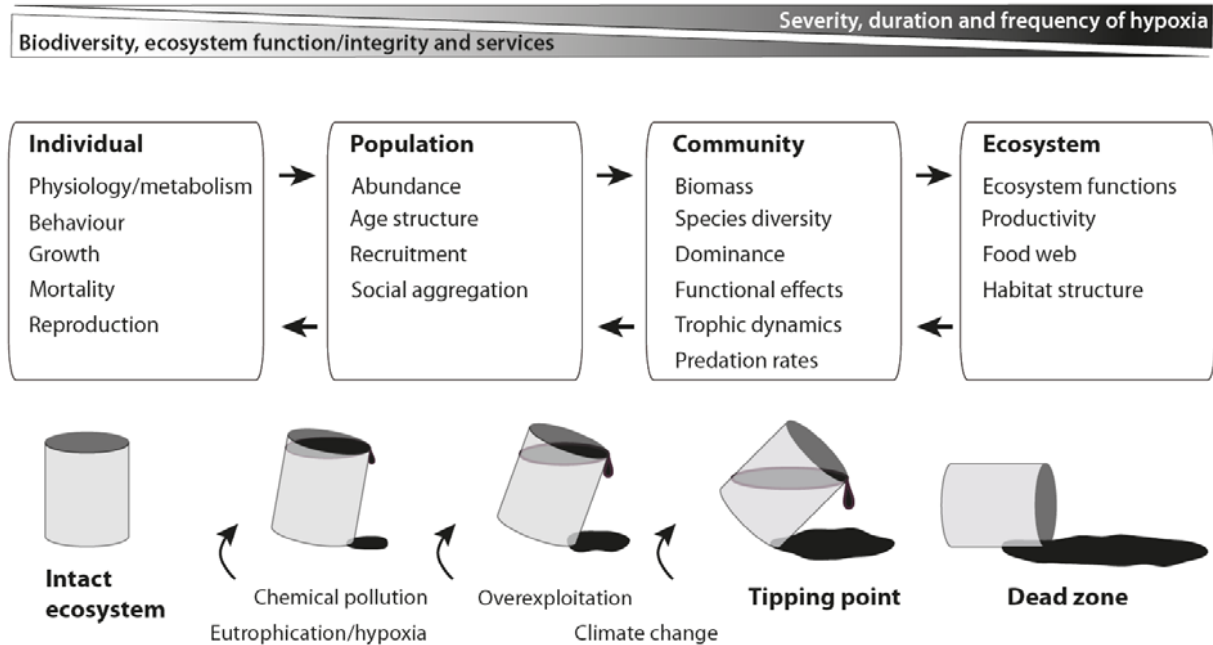 Severity, duration and frequency of hypoxia
Biodiversity, ecosystem function/integrity and services
Individual
Physiology/metabolism
Behaviour
Growth
Mortality
Reproduction
Population
Abundance
Age structure
Recruitment
Social aggregation
Community
Biomass
Species diversity
Dominance
Functional effects
Trophic dynamics
Predation rates
Ecosystem
Ecosystem functions
Productivity
Food web
Habitat structure
Intact
ecosystem
Chemical pollution
Eutrophication/hypoxia
Overexploitation
Climate change
Tipping point
Dead zone